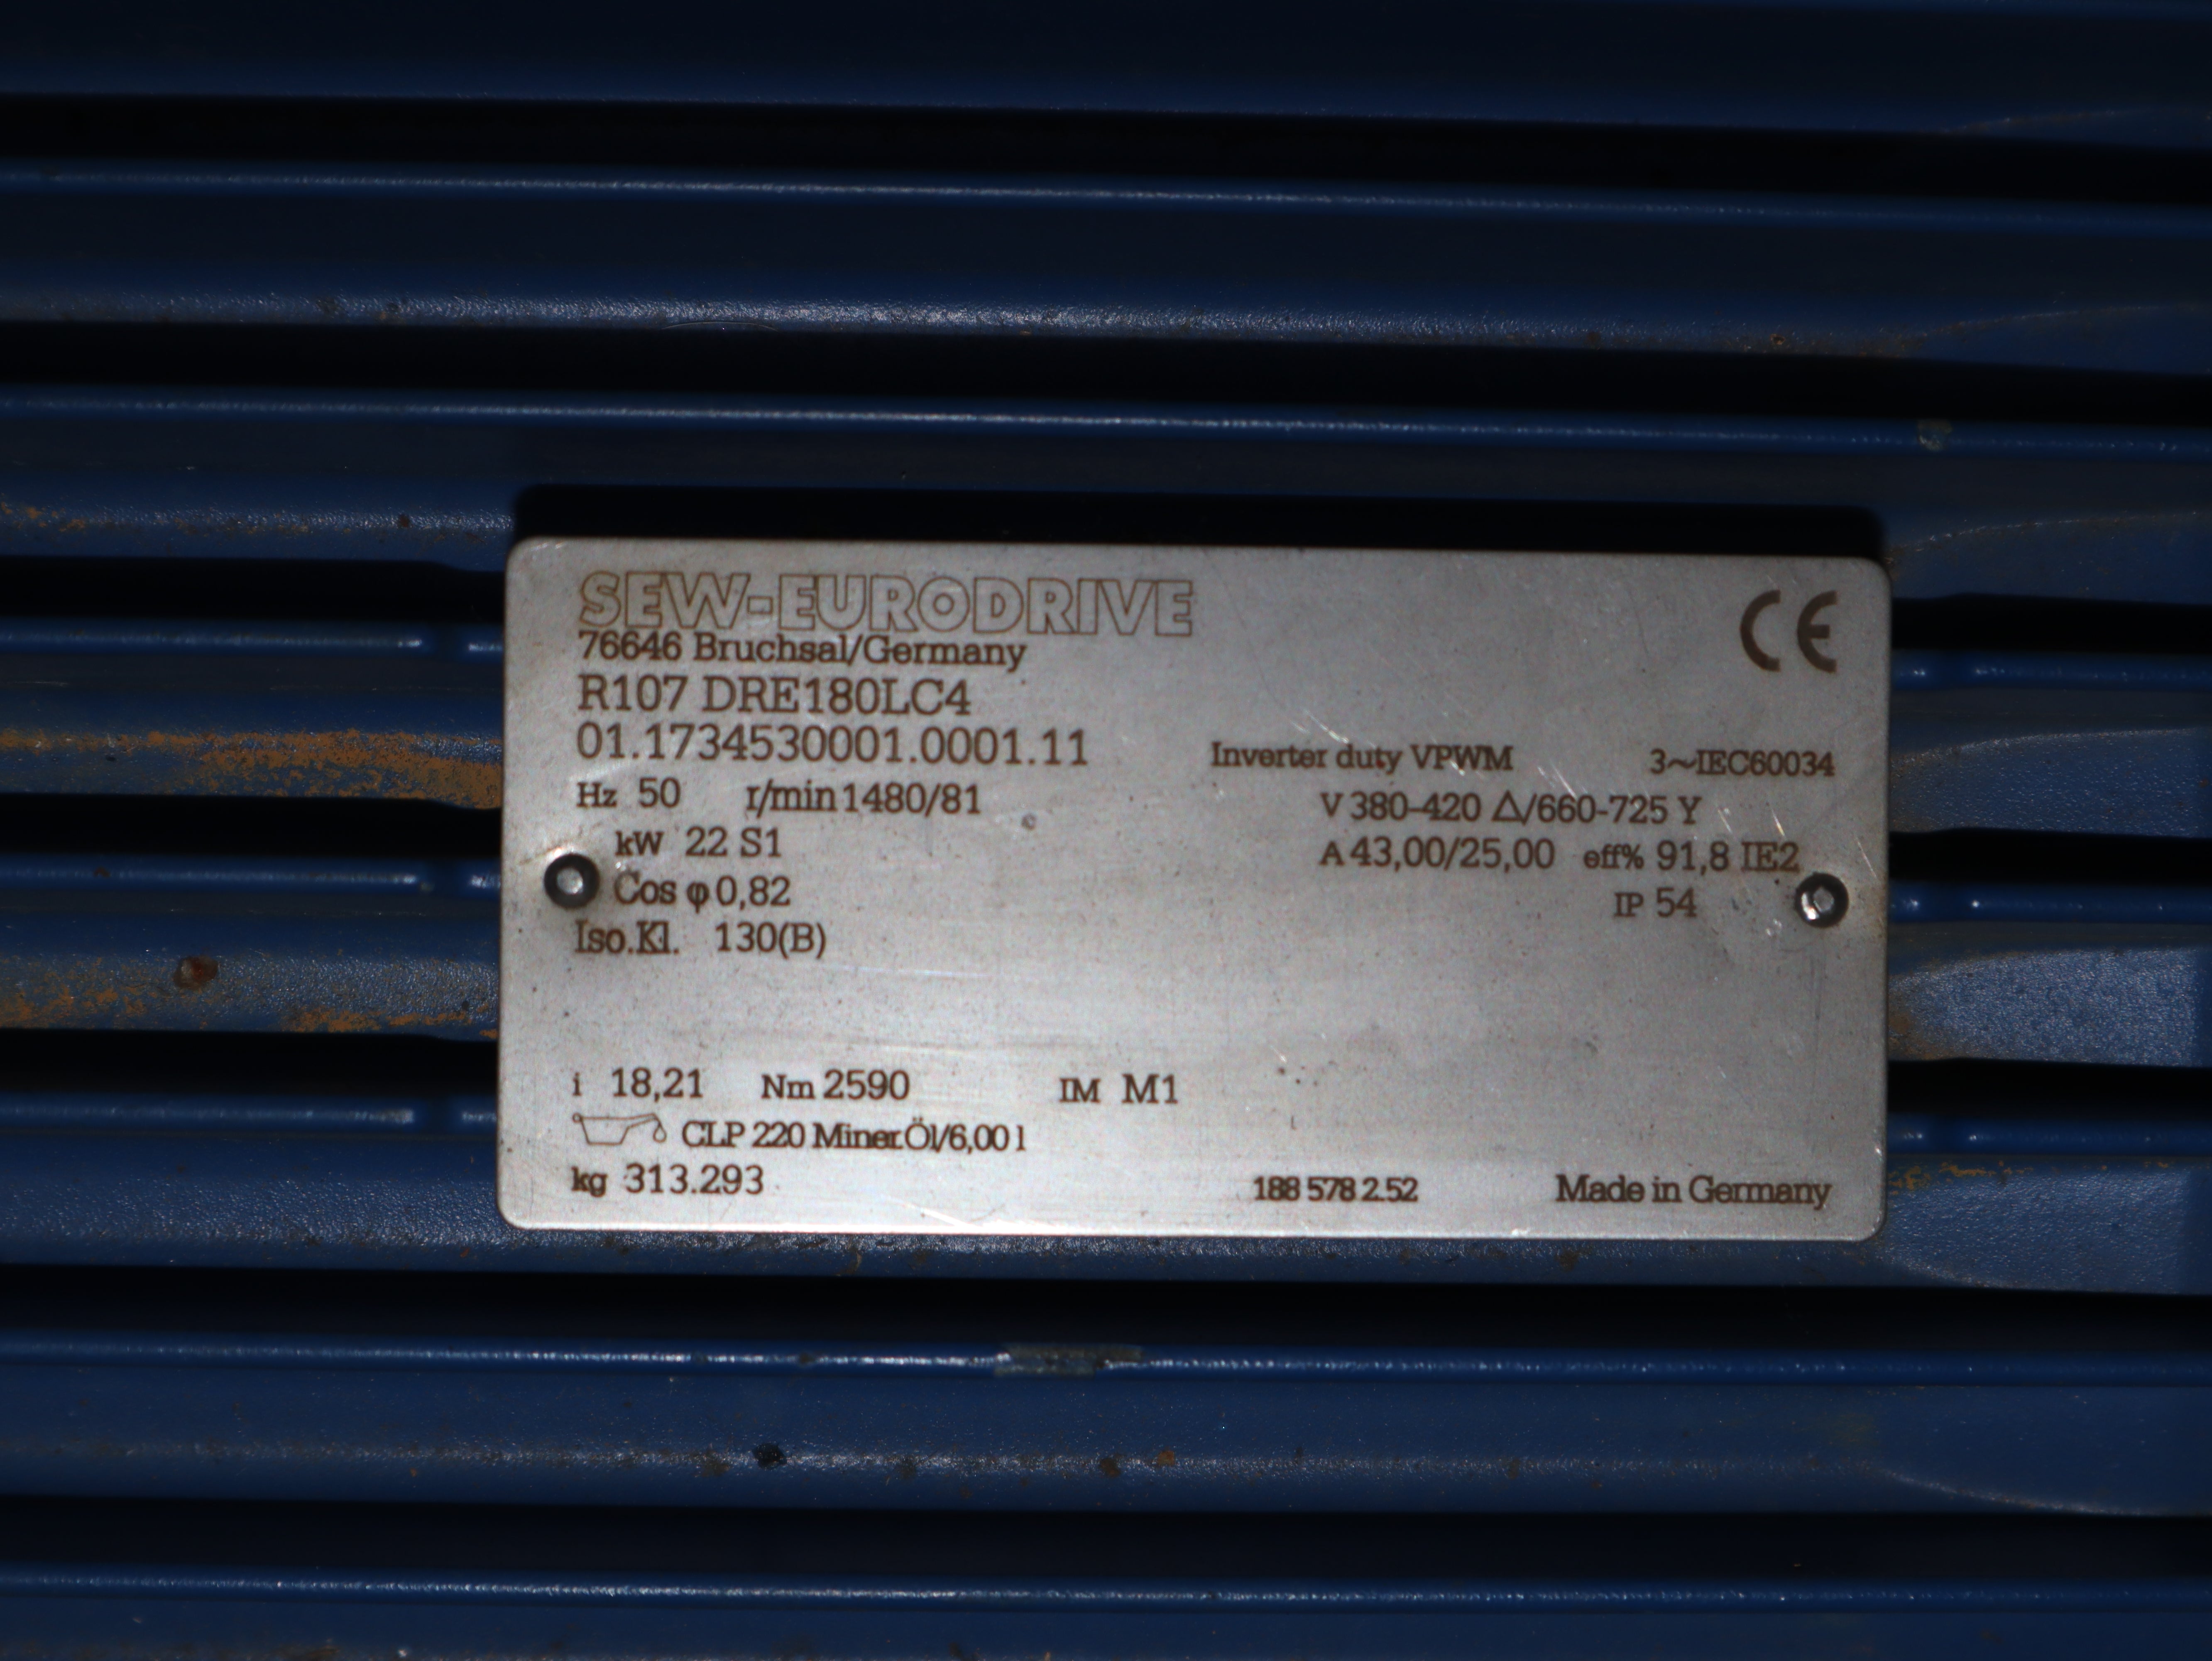 SEW-EURODRIVE
CE
76646 Bruchsal/Germany
R107 DRE180LC4
01.1734530001.0001.11 Inverter duty VPWM 3~IEC60034
Hz 50 r/min 1480/81 V 380-420 △/660-725 Y
kW 22 S1 A 43,00/25,00 eff% 91,8 IE2
Cos φ 0,82 IP 54
Iso.Kl. 130(B)
i 18,21 Nm 2590 IM M1
CLP 220 Miner.Öl/6,00 l
kg 313.293 188 578 2.52 Made in Germany